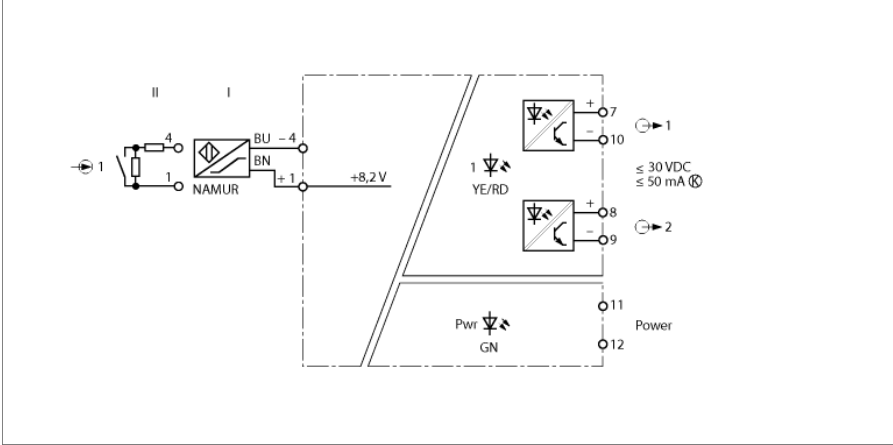 II I
4
1
1
NAMUR
BU – 4
BN
+ 1
+8,2 V
1
YE/RD
+ 7
– 10
1
≤ 30 VDC
≤ 50 mA K
+ 8
– 9
2
Pwr
GN
11
12
Power